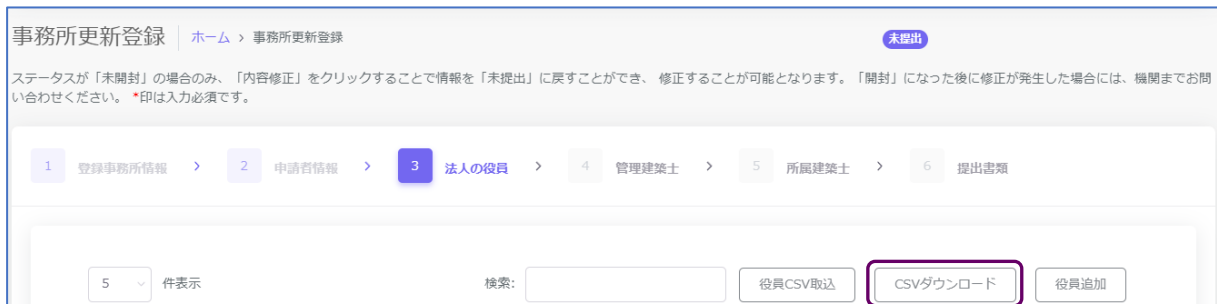 事務所更新登録 ホーム > 事務所更新登録 未提出
ステータスが「未開封」の場合のみ、「内容修正」をクリックすることで情報を「未提出」に戻すことができ、 修正することが可能となります。「開封」になった後に修正が発生した場合には、機関までお問
い合わせください。 *印は入力必須です。
1 登録事務所情報 > 2 申請者情報 > 3 法人の役員 > 4 管理建築士 > 5 所属建築士 > 6 提出書類
5 件表示 検索: 役員CSV取込 CSVダウンロード 役員追加